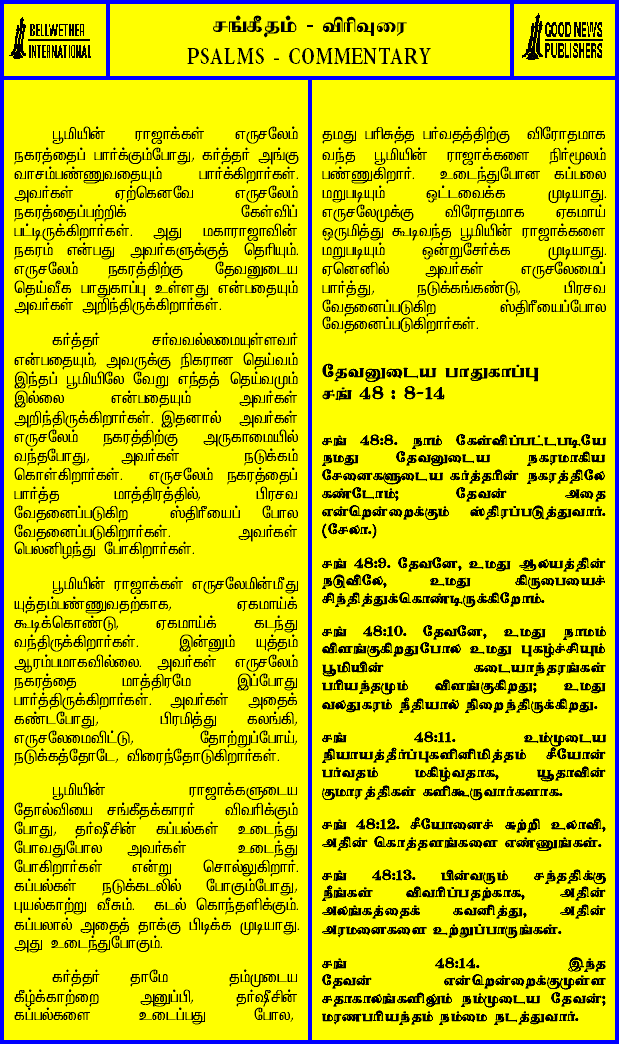 BELLWETHER
INTERNATIONAL
சங்கீதம் - விரிவுரை
PSALMS - COMMENTARY
GOOD NEWS
PUBLISHERS
பூமியின் ராஜாக்கள் எருசலேம்
நகரத்தைப் பார்க்கும்போது, கர்த்தர் அங்கு
வாசம்பண்ணுவதையும் பார்க்கிறார்கள்.
அவர்கள் ஏற்கெனவே எருசலேம்
நகரத்தைப்பற்றிக் கேள்விப்
பட்டிருக்கிறார்கள். அது மகாராஜாவின்
நகரம் என்பது அவர்களுக்குத் தெரியும்.
எருசலேம் நகரத்திற்கு தேவனுடைய
தெய்வீக பாதுகாப்பு உள்ளது என்பதையும்
அவர்கள் அறிந்திருக்கிறார்கள்.
கர்த்தர் சர்வவல்லமையுள்ளவர்
என்பதையும், அவருக்கு நிகரான தெய்வம்
இந்தப் பூமியிலே வேறு எந்தத் தெய்வமும்
இல்லை என்பதையும் அவர்கள்
அறிந்திருக்கிறார்கள். இதனால் அவர்கள்
எருசலேம் நகரத்திற்கு அருகாமையில்
வந்தபோது, அவர்கள் நடுக்கம்
கொள்கிறார்கள். எருசலேம் நகரத்தைப்
பார்த்த மாத்திரத்தில், பிரசவ
வேதனைப்படுகிற ஸ்திரீயைப் போல
வேதனைப்படுகிறார்கள். அவர்கள்
பெலனிழந்து போகிறார்கள்.
பூமியின் ராஜாக்கள் எருசலேமின்மீது
யுத்தம்பண்ணுவதற்காக, ஏகமாய்க்
கூடிக்கொண்டு, ஏகமாய்க் கடந்து
வந்திருக்கிறார்கள். இன்னும் யுத்தம்
ஆரம்பமாகவில்லை. அவர்கள் எருசலேம்
நகரத்தை மாத்திரமே இப்போது
பார்த்திருக்கிறார்கள். அவர்கள் அதைக்
கண்டபோது, பிரமித்து கலங்கி,
எருசலேமைவிட்டு, தோற்றுப்போய்,
நடுக்கத்தோடே, விரைந்தோடுகிறார்கள்.
பூமியின் ராஜாக்களுடைய
தோல்வியை சங்கீதக்காரர் விவரிக்கும்
போது, தர்ஷீசின் கப்பல்கள் உடைந்து
போவதுபோல அவர்கள் உடைந்து
போகிறார்கள் என்று சொல்லுகிறார்.
கப்பல்கள் நடுக்கடலில் போகும்போது,
புயல்காற்று வீசும். கடல் கொந்தளிக்கும்.
கப்பலால் அதைத் தாக்கு பிடிக்க முடியாது.
அது உடைந்துபோகும்.
கர்த்தர் தாமே தம்முடைய
கீழ்க்காற்றை அனுப்பி, தர்ஷீசின்
கப்பல்களை உடைப்பது போல,
தமது பரிசுத்த பர்வதத்திற்கு விரோதமாக
வந்த பூமியின் ராஜாக்களை நிர்மூலம்
பண்ணுகிறார். உடைந்துபோன கப்பலை
மறுபடியும் ஒட்டவைக்க முடியாது.
எருசலேமுக்கு விரோதமாக ஏகமாய்
ஒருமித்து கூடிவந்த பூமியின் ராஜாக்களை
மறுபடியும் ஒன்றுசேர்க்க முடியாது.
ஏனெனில் அவர்கள் எருசலேமைப்
பார்த்து, நடுக்கங்கண்டு, பிரசவ
வேதனைப்படுகிற ஸ்திரீயைப்போல
வேதனைப்படுகிறார்கள்.
தேவனுடைய பாதுகாப்பு
சங் 48 : 8-14
சங் 48:8. நாம் கேள்விப்பட்டபடியே
நமது தேவனுடைய நகரமாகிய
சேனைகளுடைய கர்த்தரின் நகரத்திலே
கண்டோம்; தேவன் அதை
என்றென்றைக்கும் ஸ்திரப்படுத்துவார்.
(சேலா.)
சங் 48:9. தேவனே, உமது ஆலயத்தின்
நடுவிலே, உமது கிருபையைச்
சிந்தித்துக்கொண்டிருக்கிறோம்.
சங் 48:10. தேவனே, உமது நாமம்
விளங்குகிறதுபோல் உமது புகழ்ச்சியும்
பூமியின் கடையாந்தரங்கள்
பரியந்தமும் விளங்குகிறது; உமது
வலதுகரம் நீதியால் நிறைந்திருக்கிறது.
சங் 48:11. உம்முடைய
நியாயத்தீர்ப்புகளினிமித்தம் சீயோன்
பர்வதம் மகிழ்வதாக, யூதாவின்
குமாரத்திகள் களிகூருவார்களாக.
சங் 48:12. சீயோனைச் சுற்றி உலாவி,
அதின் கொத்தளங்களை எண்ணுங்கள்.
சங் 48:13. பின்வரும் சந்ததிக்கு
நீங்கள் விவரிப்பதற்காக, அதின்
அலங்கத்தைக் கவனித்து, அதின்
அரமனைகளை உற்றுப்பாருங்கள்.
சங் 48:14. இந்த
தேவன் என்றென்றைக்குமுள்ள
சதாகாலங்களிலும் நம்முடைய தேவன்;
மரணபரியந்தம் நம்மை நடத்துவார்.